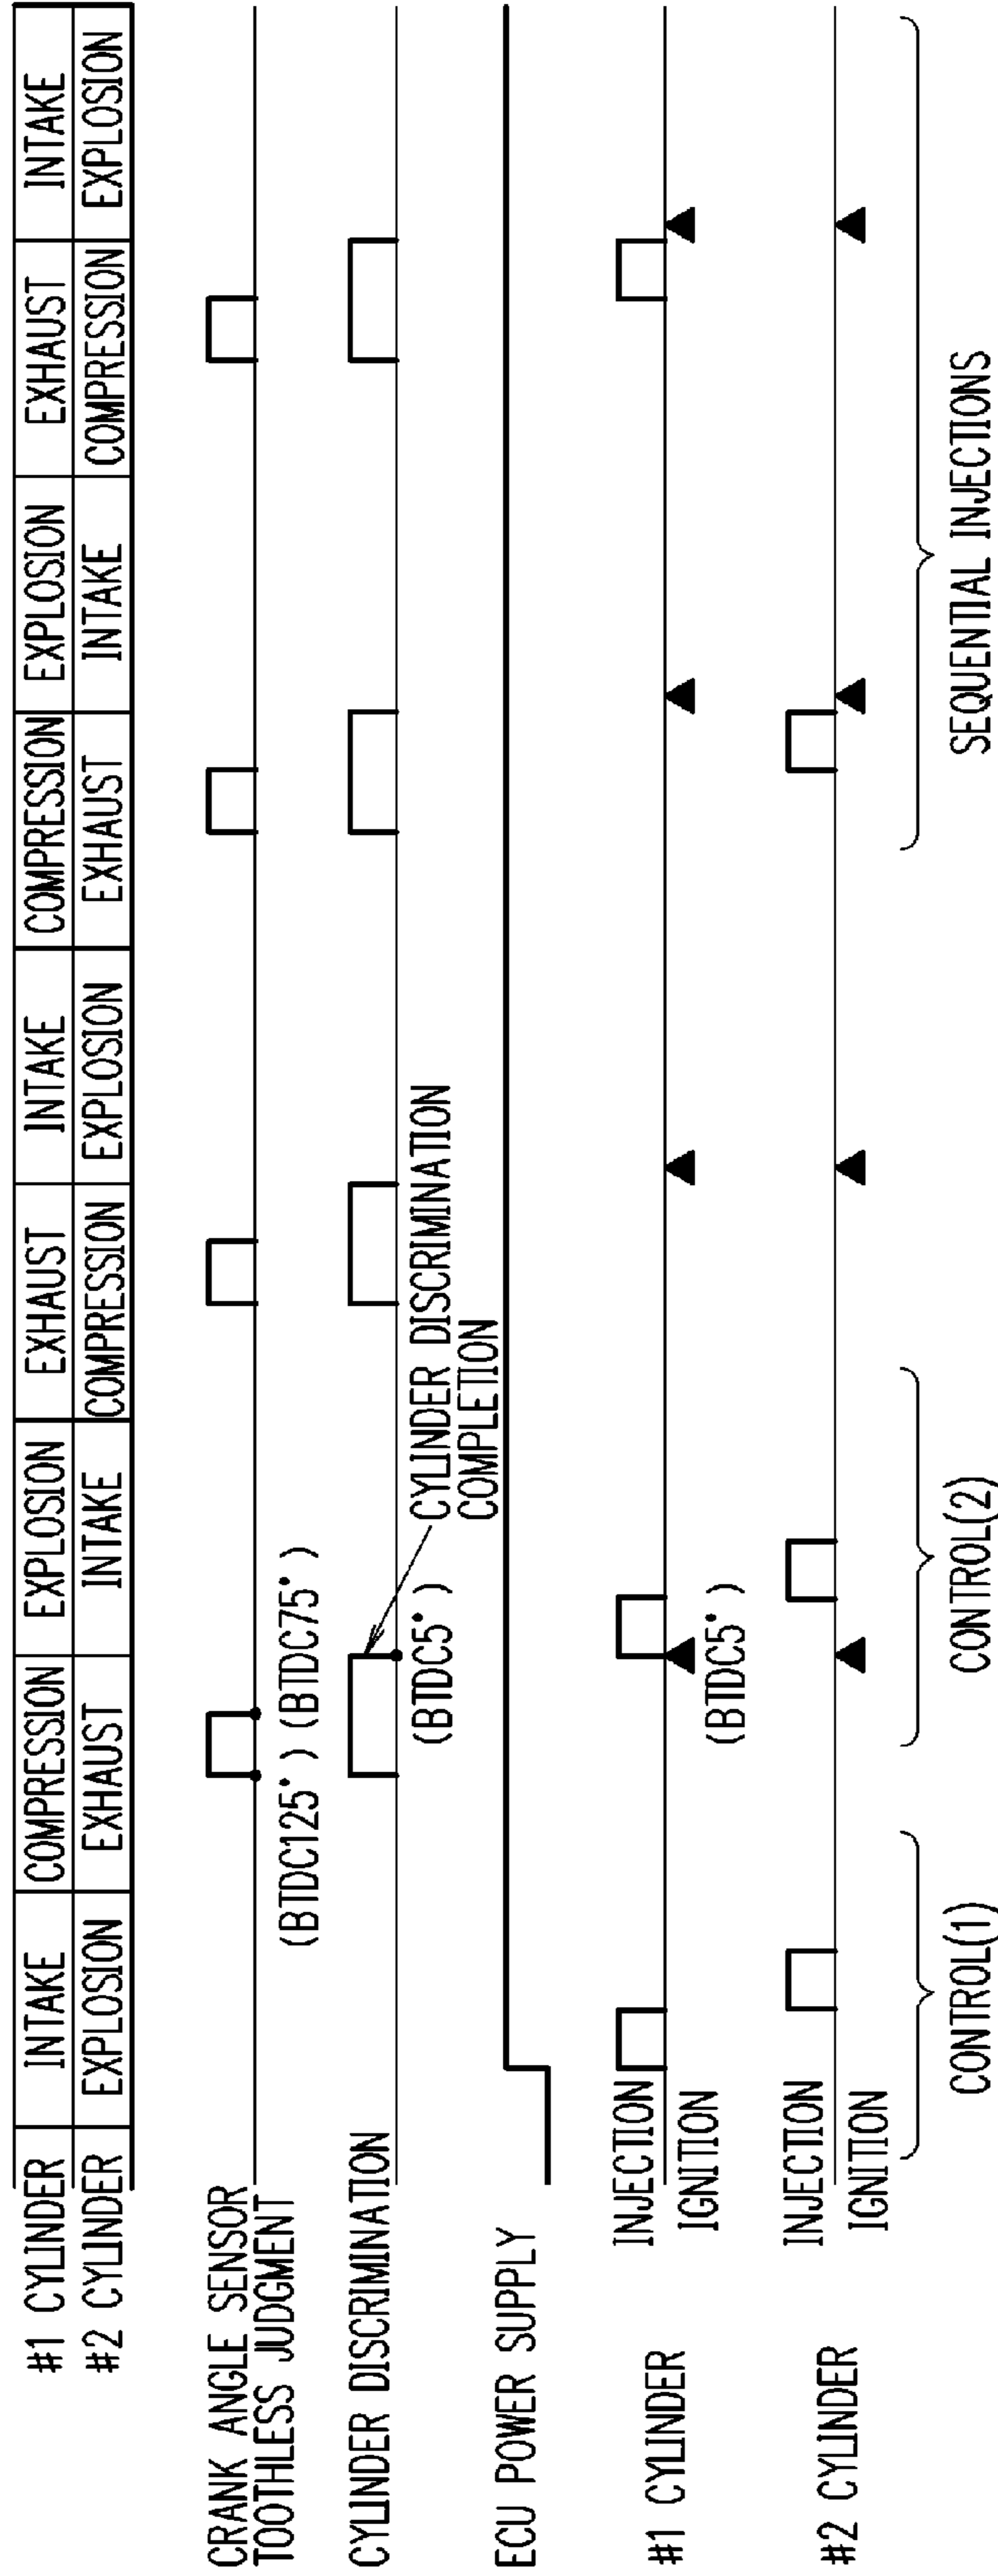 #1 CYLINDER INTAKE COMPRESSION EXPLOSION EXHAUST INTAKE COMPRESSION EXPLOSION EXHAUST INTAKE
#2 CYLINDER EXPLOSION EXHAUST INTAKE COMPRESSION EXPLOSION EXHAUST INTAKE COMPRESSION EXPLOSION
CRANK ANGLE SENSOR
TOOTHLESS JUDGMENT
(BTDC125°) (BTDC75°)
CYLINDER DISCRIMINATION
(BTDC5°)
CYLINDER DISCRIMINATION
COMPLETION
ECU POWER SUPPLY
#1 CYLINDER
INJECTION
IGNITION
(BTDC5°)
#2 CYLINDER
INJECTION
IGNITION
CONTROL(1)
CONTROL(2)
SEQUENTIAL INJECTIONS